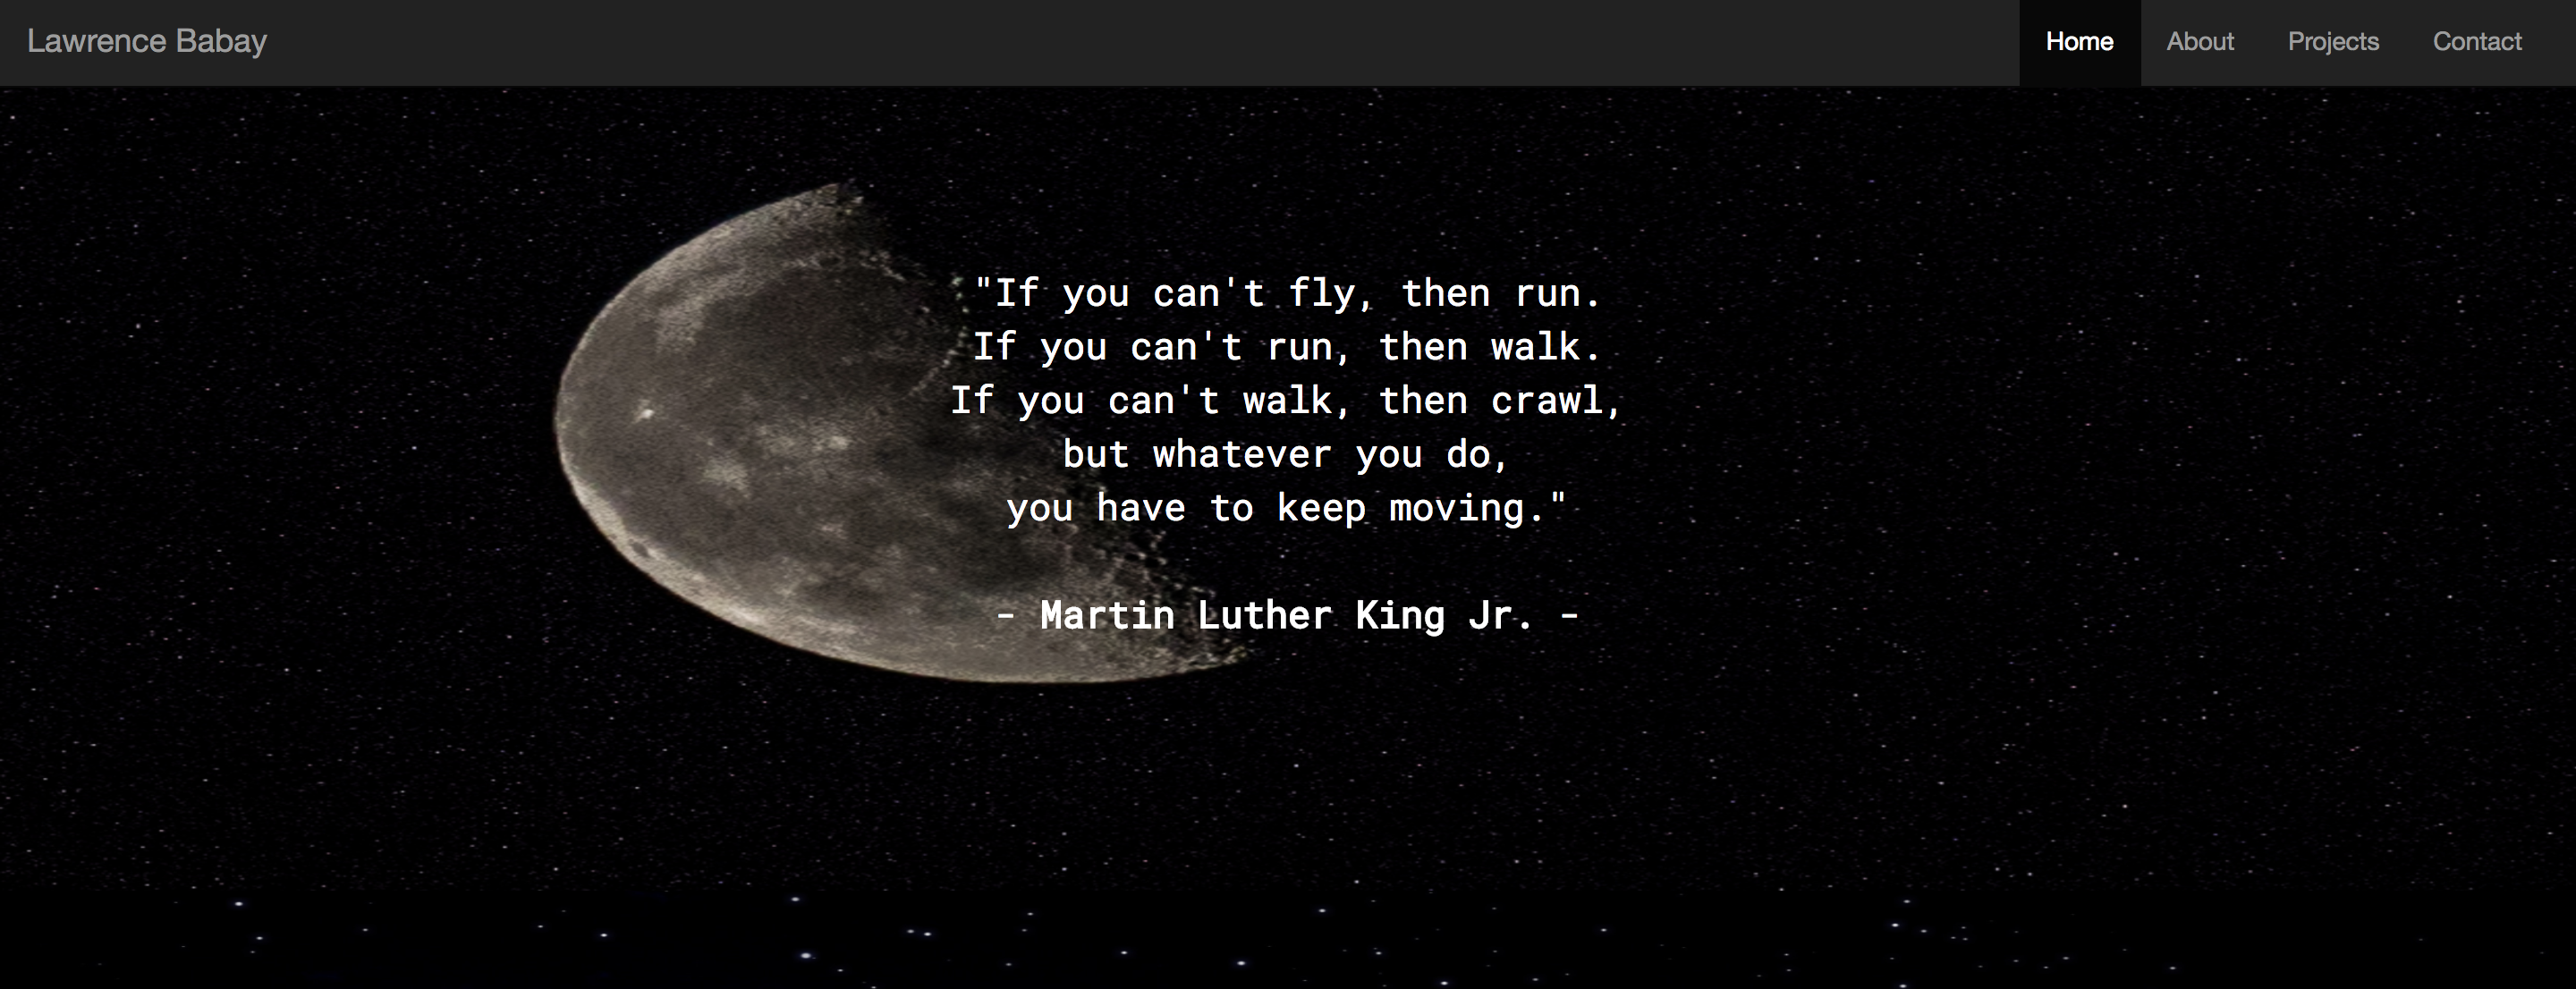 Lawrence Babay
Home About Projects Contact
"If you can't fly, then run.
If you can't run, then walk.
If you can't walk, then crawl,
but whatever you do,
you have to keep moving."
- Martin Luther King Jr. -